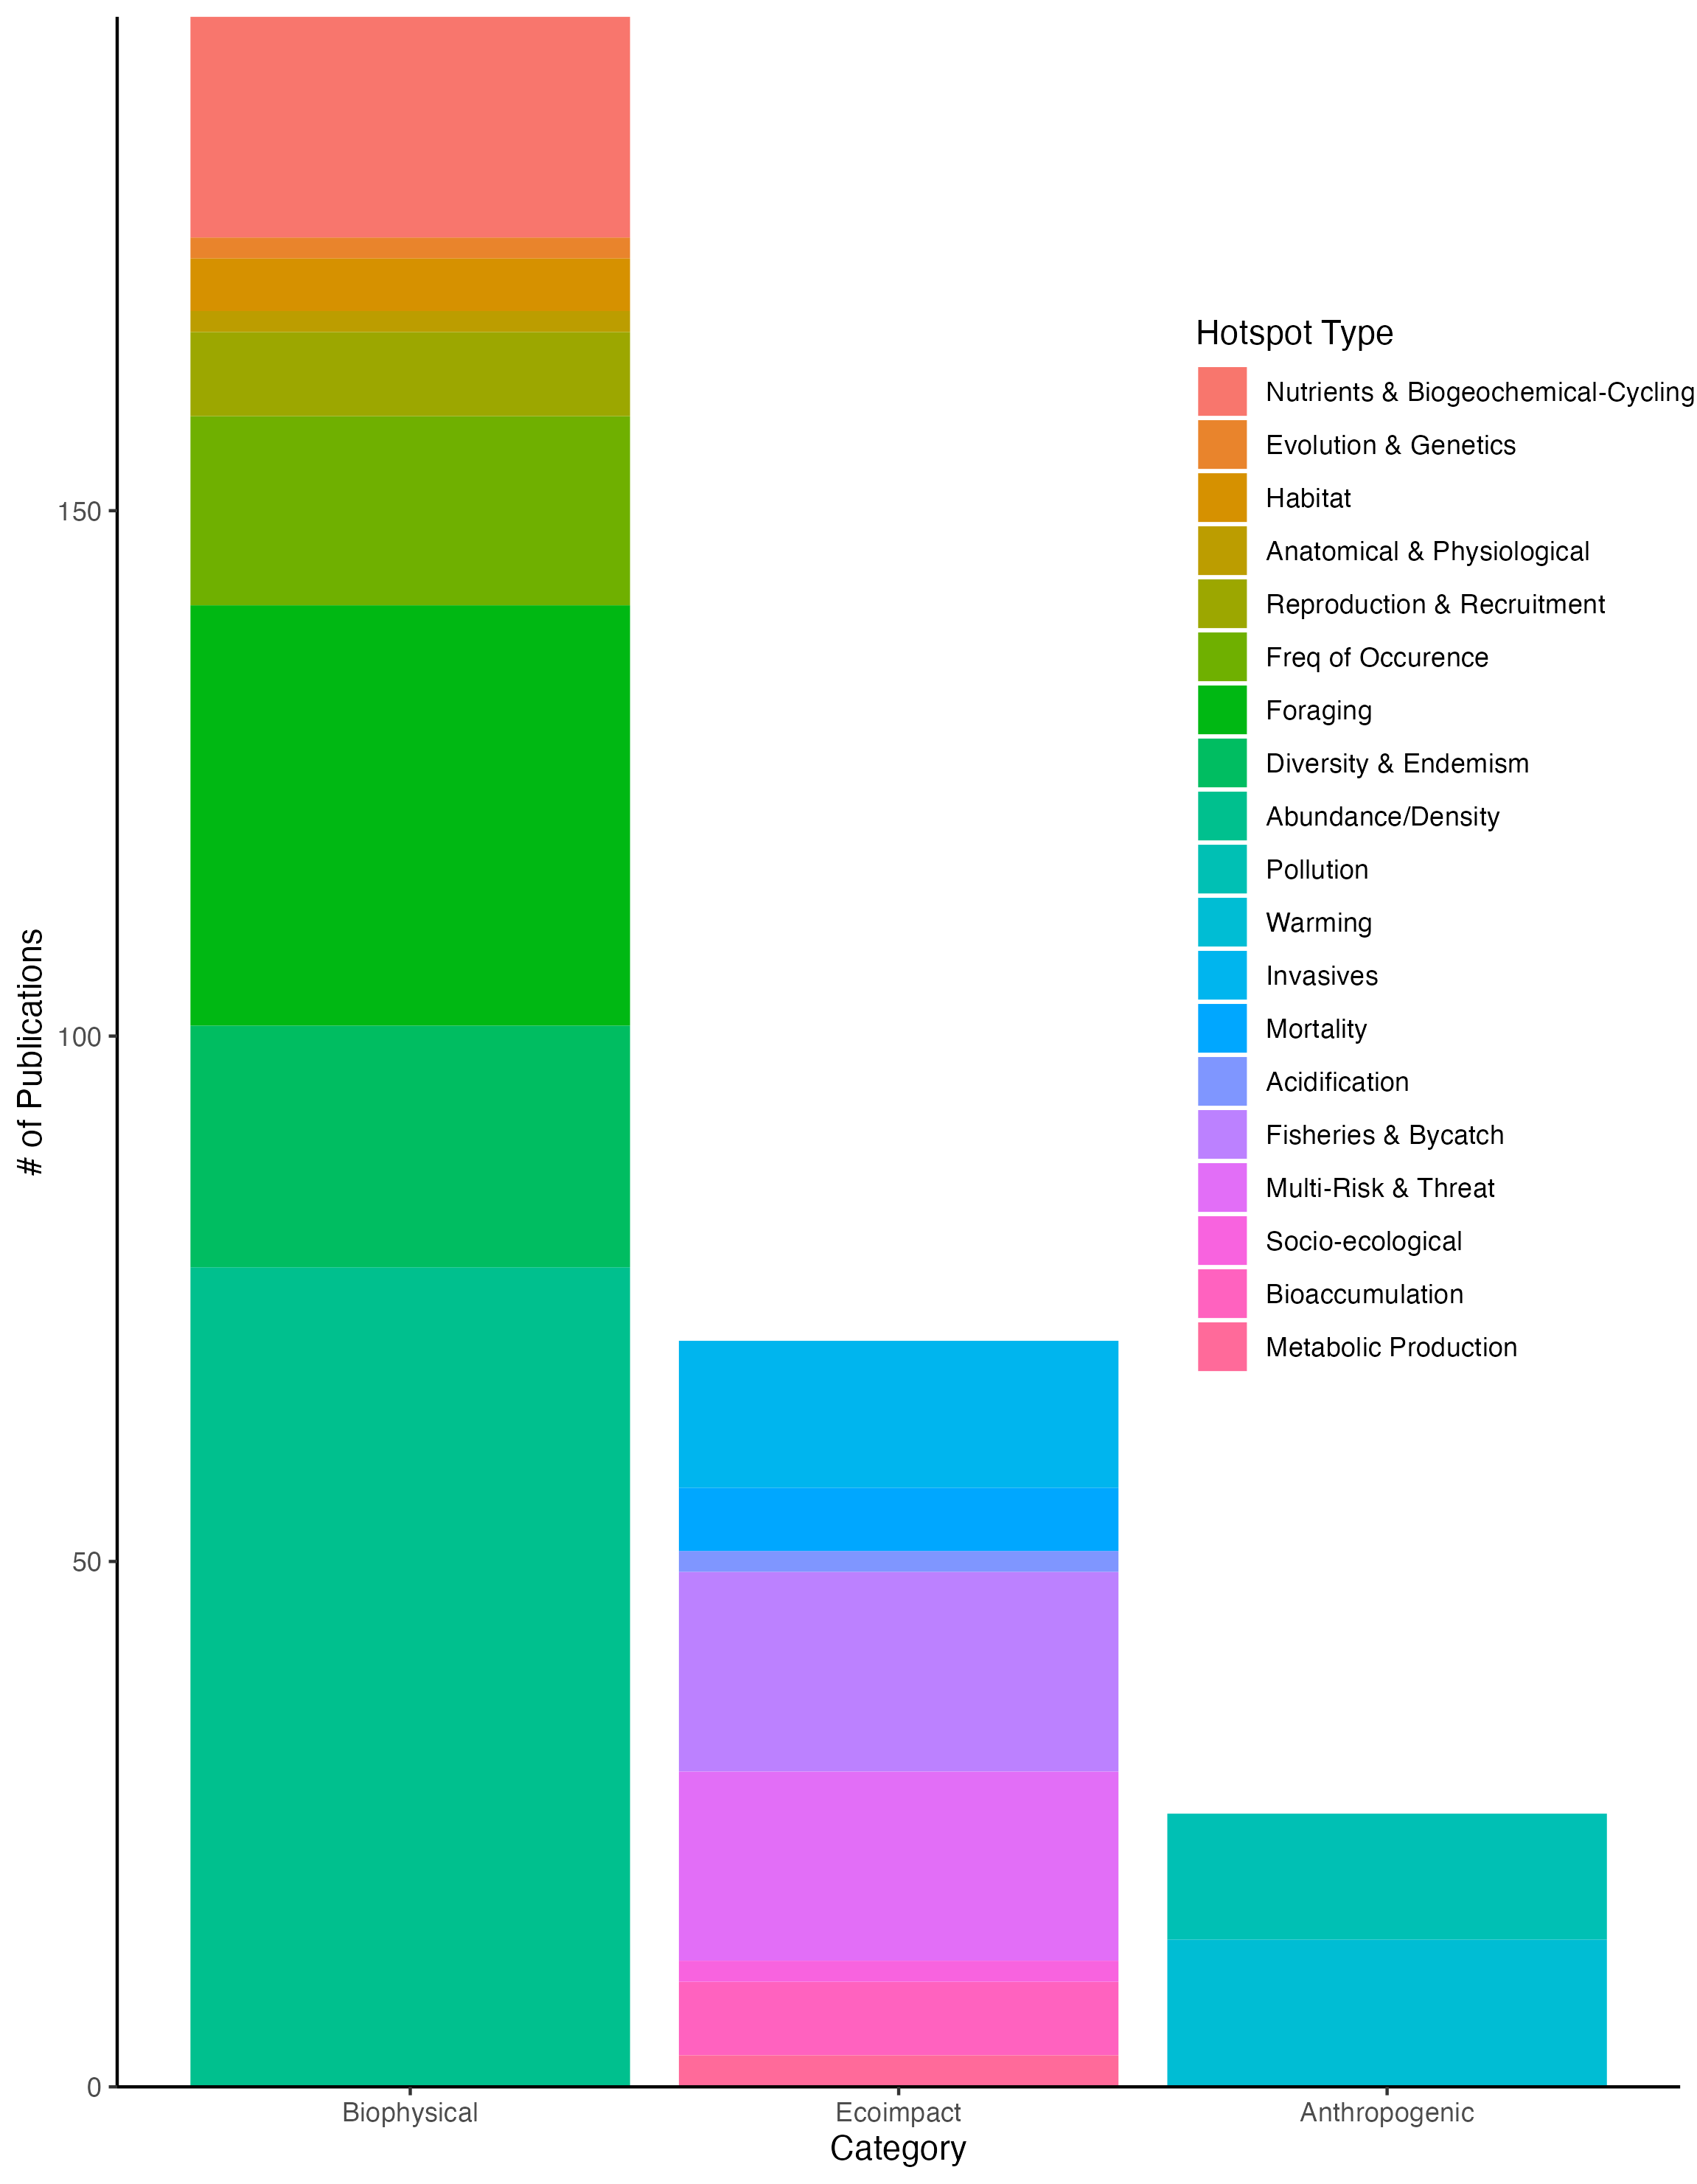 Hotspot Type
Nutrients & Biogeochemical-Cycling
Evolution & Genetics
Habitat
Anatomical & Physiological
Reproduction & Recruitment
Freq of Occurence
Foraging
Diversity & Endemism
Abundance/Density
Pollution
Warming
Invasives
Mortality
Acidification
Fisheries & Bycatch
Multi-Risk & Threat
Socio-ecological
Bioaccumulation
Metabolic Production
# of Publications
150
100
50
0
Biophysical
Ecoimpact
Anthropogenic
Category